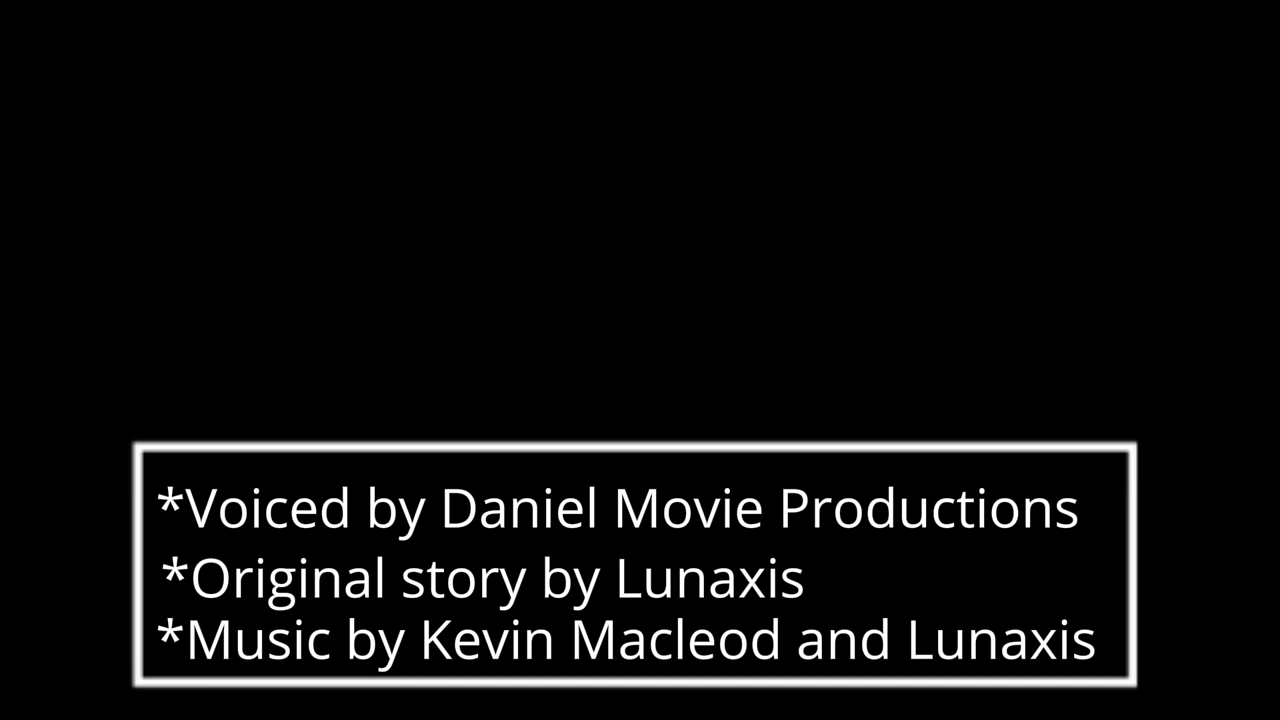 *Voiced by Daniel Movie Productions
*Original story by Lunaxis
*Music by Kevin Macleod and Lunaxis